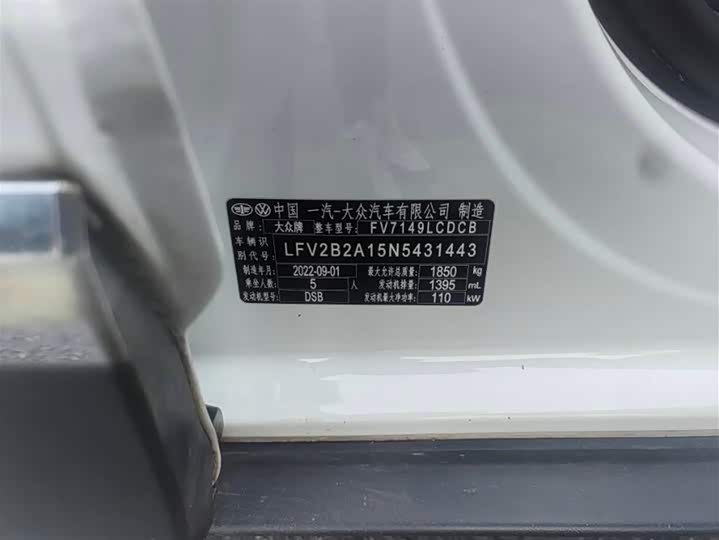 中国 一汽-大众汽车有限公司 制造
品牌 大众牌 整车型号: FV7149LCDCB
车辆识别代号: LFV2B2A15N5431443
制造年月: 2022-09-01 最大允许总质量: 1850 kg
乘坐人数: 5 人 发动机排量: 1395 mL
发动机型号: DSB 发动机最大净功率: 110 kW